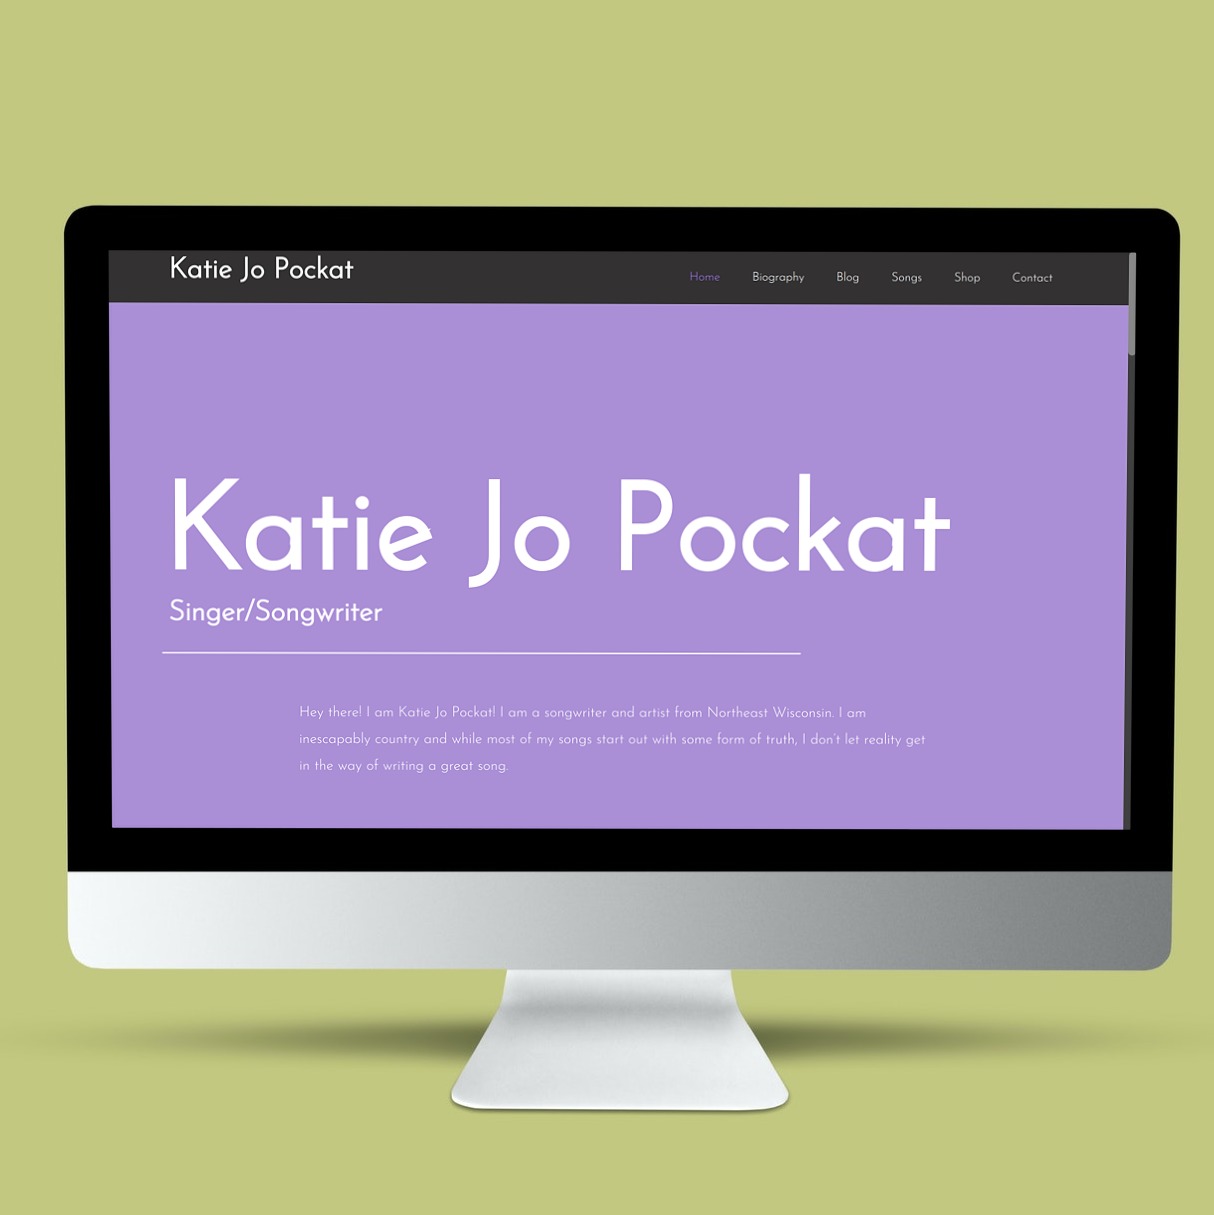 Katie Jo Pockat
Home Biography Blog Songs Shop Contact
Katie Jo Pockat
Singer/Songwriter
Hey there! I am Katie Jo Pockat! I am a songwriter and artist from Northeast Wisconsin. I am
inescapably country and while most of my songs start out with some form of truth, I don't let reality get
in the way of writing a great song.